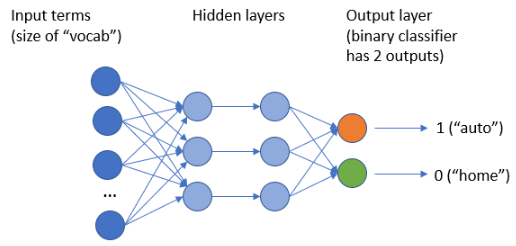 Input terms
(size of “vocab”)
Hidden layers
Output layer
(binary classifier
has 2 outputs)
...
1 (“auto”)
0 (“home”)